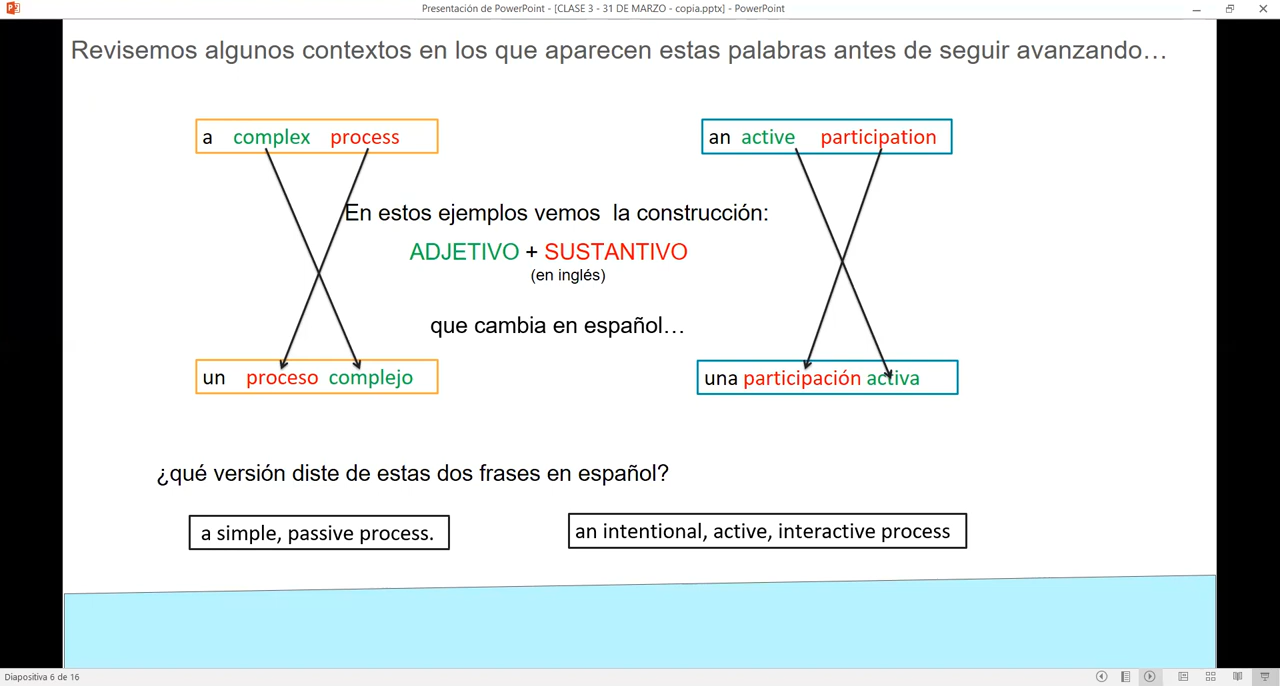 Presentación de PowerPoint - [CLASE 3 - 31 DE MARZO - copia.pptx] - PowerPoint
Revisemos algunos contextos en los que aparecen estas palabras antes de seguir avanzando…
a complex process
an active participation
En estos ejemplos vemos la construcción:
ADJETIVO + SUSTANTIVO
(en inglés)
que cambia en español…
un proceso complejo
una participación activa
¿qué versión diste de estas dos frases en español?
a simple, passive process.
an intentional, active, interactive process
Diapositiva 6 de 16